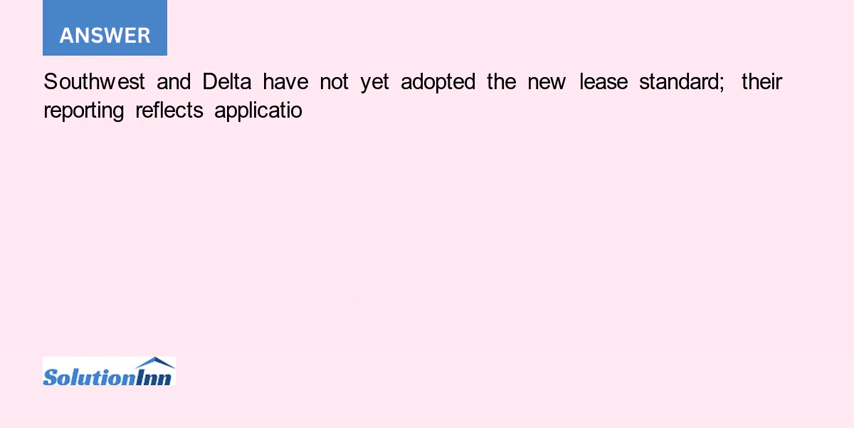 ANSWER
Southwest and Delta have not yet adopted the new lease standard; their
reporting reflects applicatio
SolutionInn